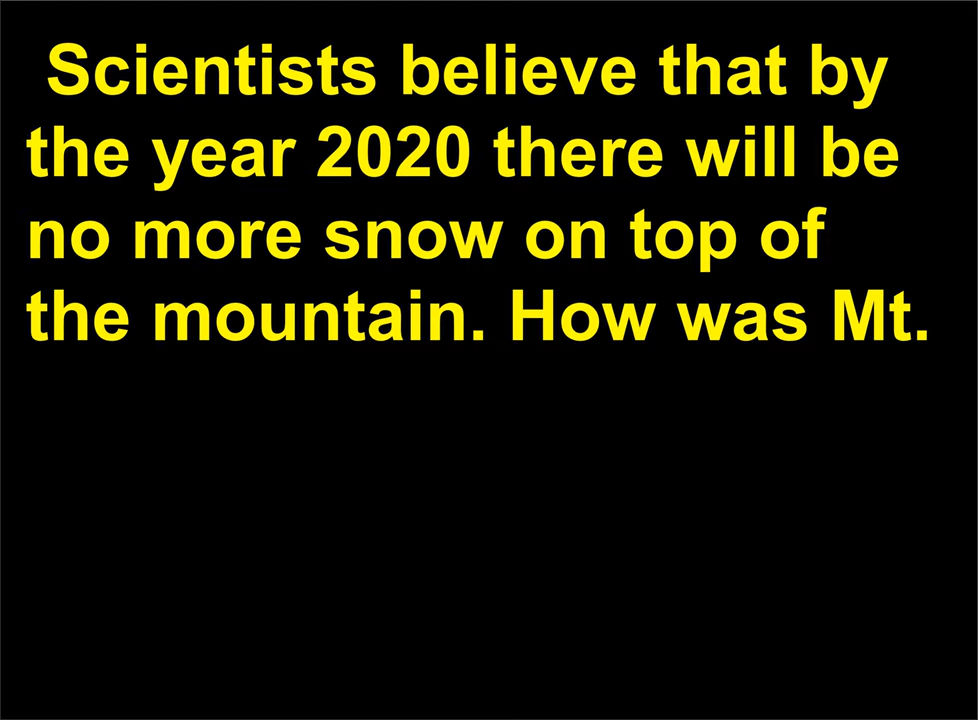 Scientists believe that by
the year 2020 there will be
no more snow on top of
the mountain. How was Mt.